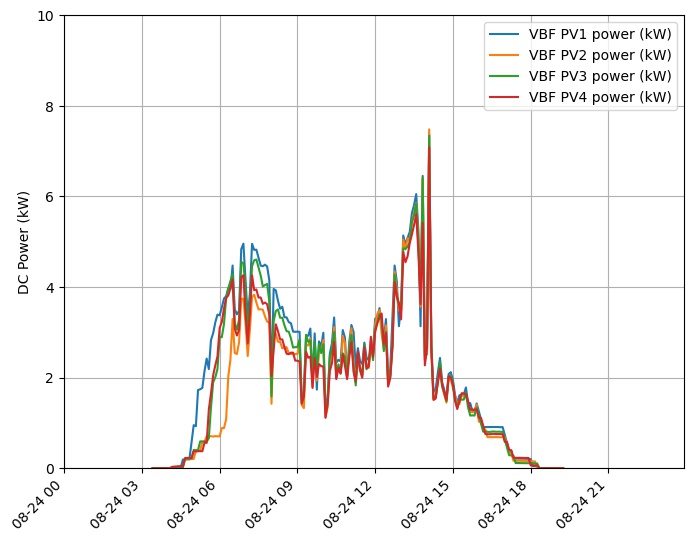 10
8
6
4
2
0
DC Power (kW)
VBF PV1 power (kW)
VBF PV2 power (kW)
VBF PV3 power (kW)
VBF PV4 power (kW)
08-24 00
08-24 03
08-24 06
08-24 09
08-24 12
08-24 15
08-24 18
08-24 21